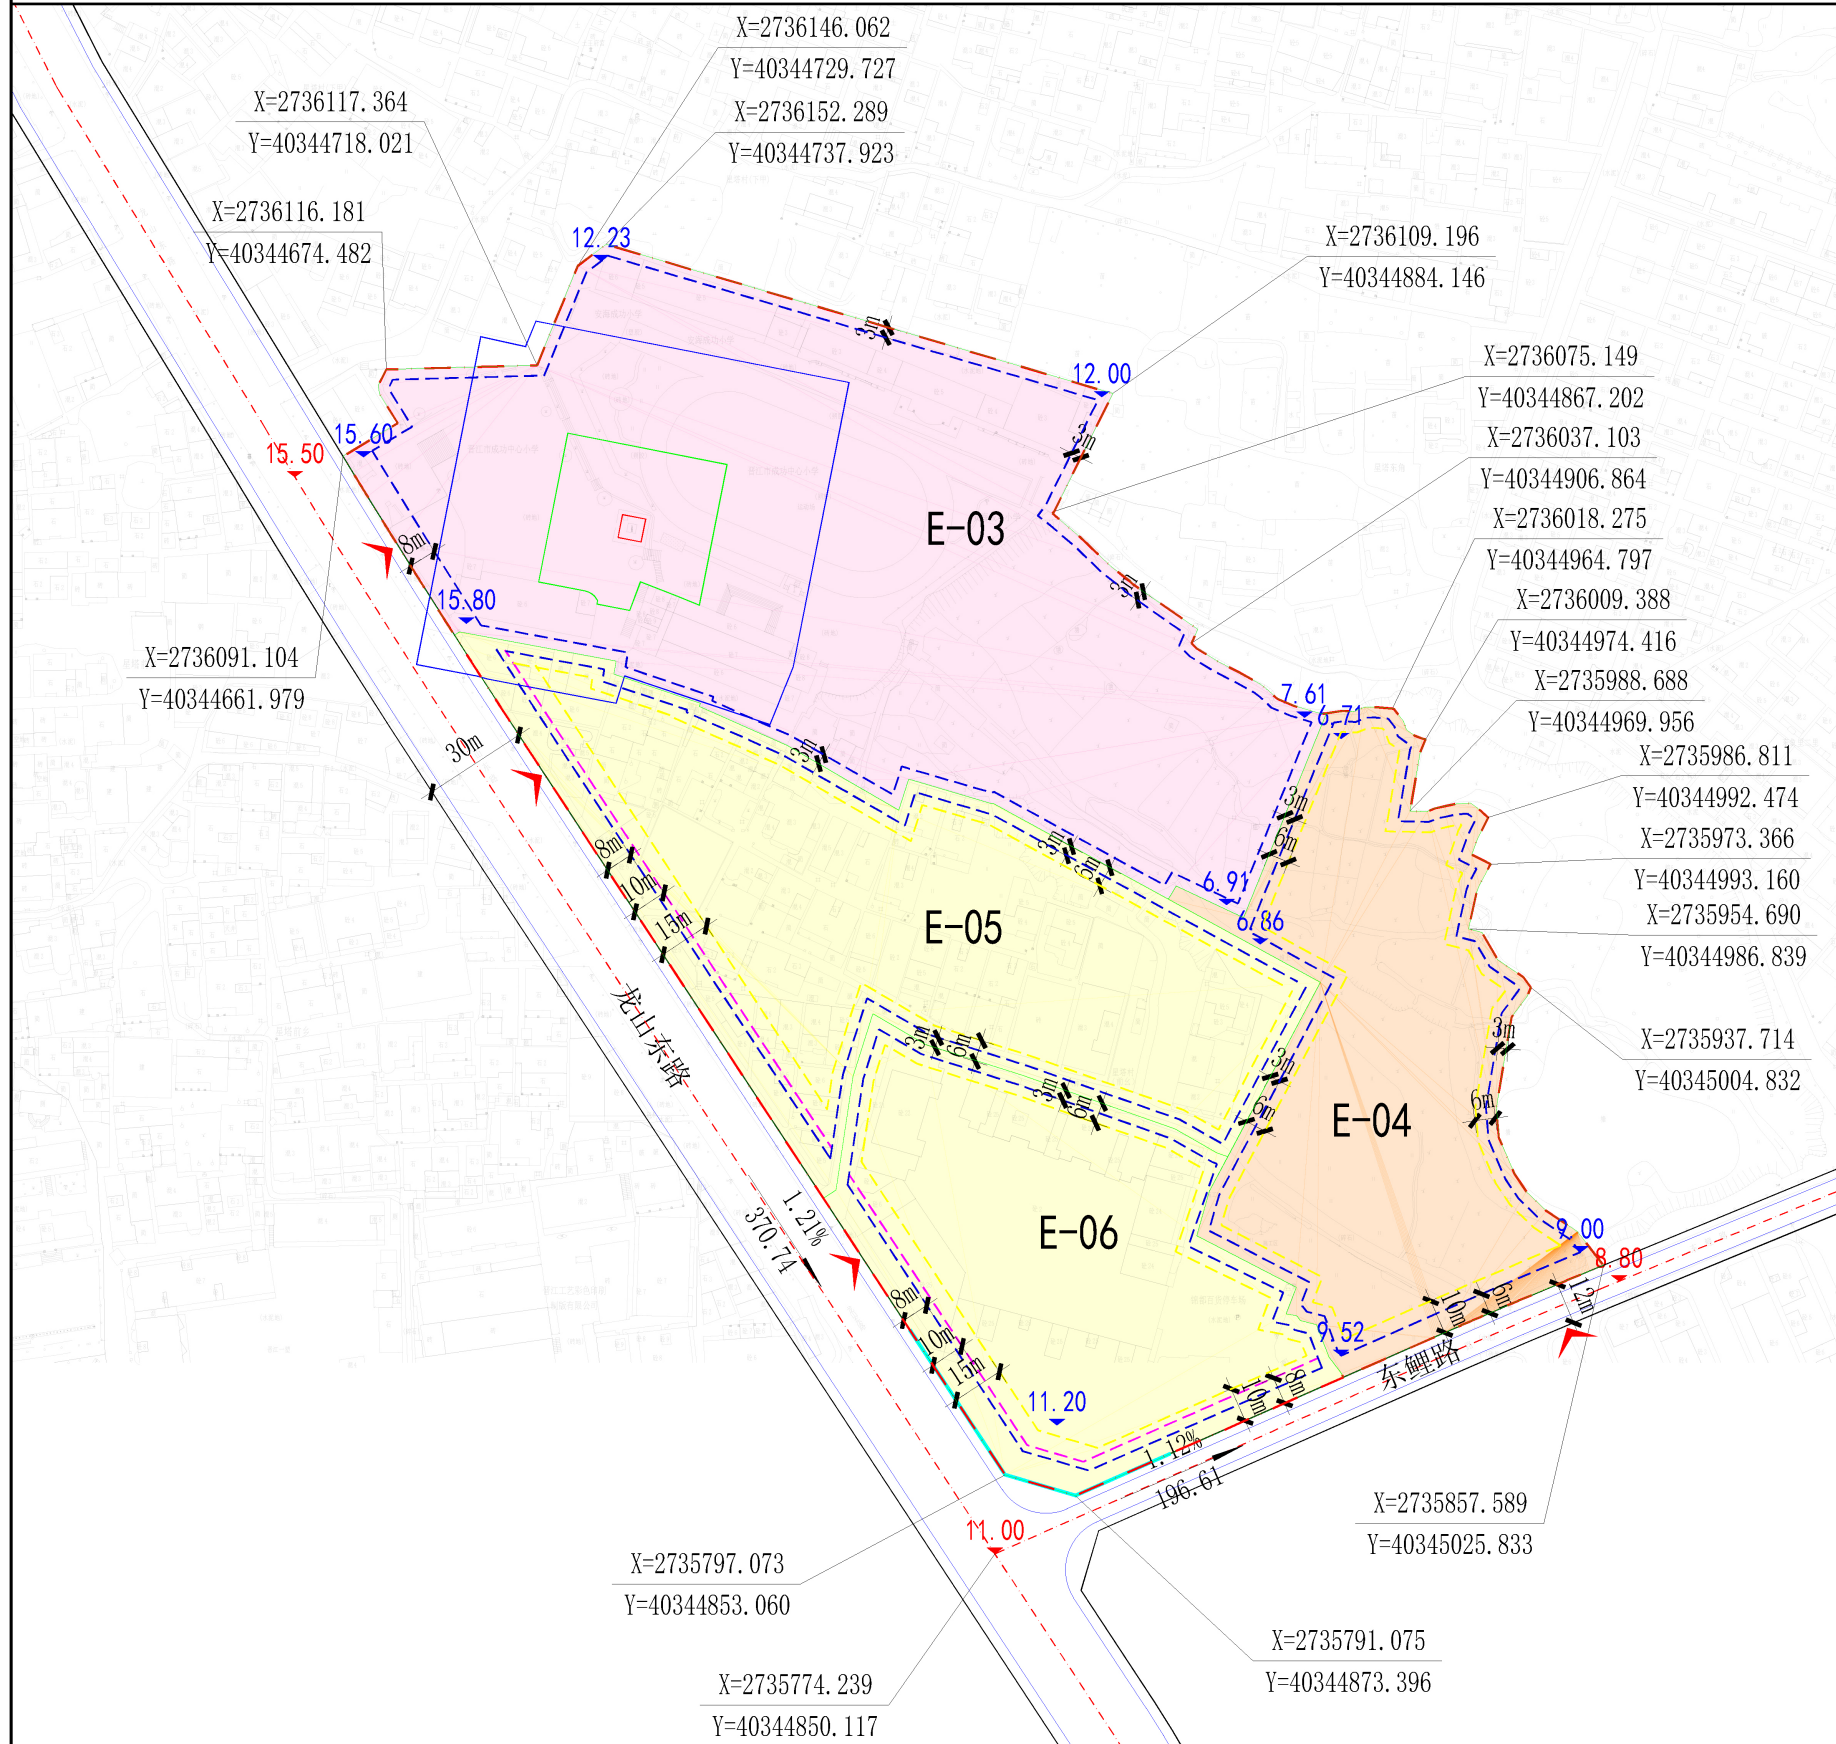 X=2736146.062
Y=40344729.727
X=2736117.364
Y=40344718.021
X=2736152.289
Y=40344737.923
X=2736116.181
Y=40344674.482
12.23
X=2736109.196
Y=40344884.146
3m
12.00
X=2736075.149
Y=40344867.202
15.60
15.50
3m
X=2736037.103
Y=40344906.864
E-03
X=2736018.275
Y=40344964.797
8m
3m
15.80
X=2736009.388
Y=40344974.416
X=2736091.104
Y=40344661.979
X=2735988.688
Y=40344969.956
7.61
6.71
30m
3m
X=2735986.811
Y=40344992.474
3m
6m
3m
6m
8m
10m
15m
X=2735973.366
Y=40344993.160
6.91
6.86
E-05
X=2735954.690
Y=40344986.839
龙山东路
3m
6m
3m
6m
3m
6m
3m
6m
X=2735937.714
Y=40345004.832
E-04
1.21%
370.74
E-06
9.00
8.80
8m
10m
15m
10m
6m
12m
9.52
东鲤路
10m
8m
11.20
1.12%
196.61
X=2735857.589
Y=40345025.833
11.00
X=2735797.073
Y=40344853.060
X=2735791.075
Y=40344873.396
X=2735774.239
Y=40344850.117